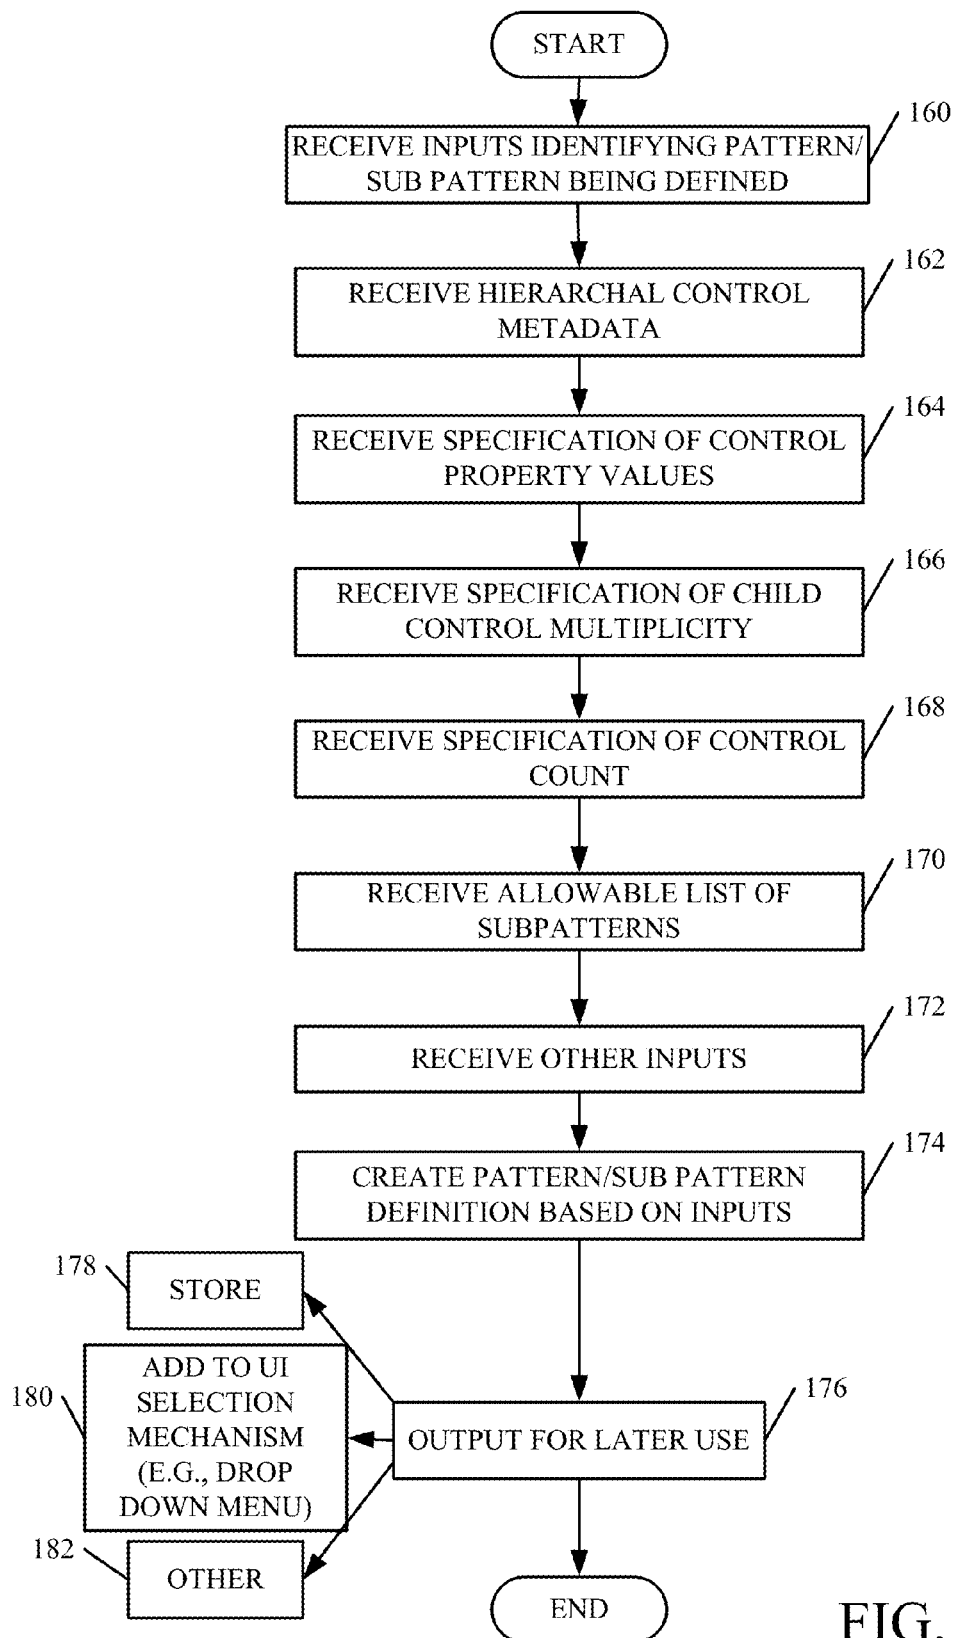 START
160
RECEIVE INPUTS IDENTIFYING PATTERN/
SUB PATTERN BEING DEFINED
162
RECEIVE HIERARCHAL CONTROL
METADATA
164
RECEIVE SPECIFICATION OF CONTROL
PROPERTY VALUES
166
RECEIVE SPECIFICATION OF CHILD
CONTROL MULTIPLICITY
168
RECEIVE SPECIFICATION OF CONTROL
COUNT
170
RECEIVE ALLOWABLE LIST OF
SUBPATTERNS
172
RECEIVE OTHER INPUTS
174
CREATE PATTERN/SUB PATTERN
DEFINITION BASED ON INPUTS
178
STORE
180
ADD TO UI
SELECTION
MECHANISM
(E.G., DROP
DOWN MENU)
176
OUTPUT FOR LATER USE
182
OTHER
END
FIG.